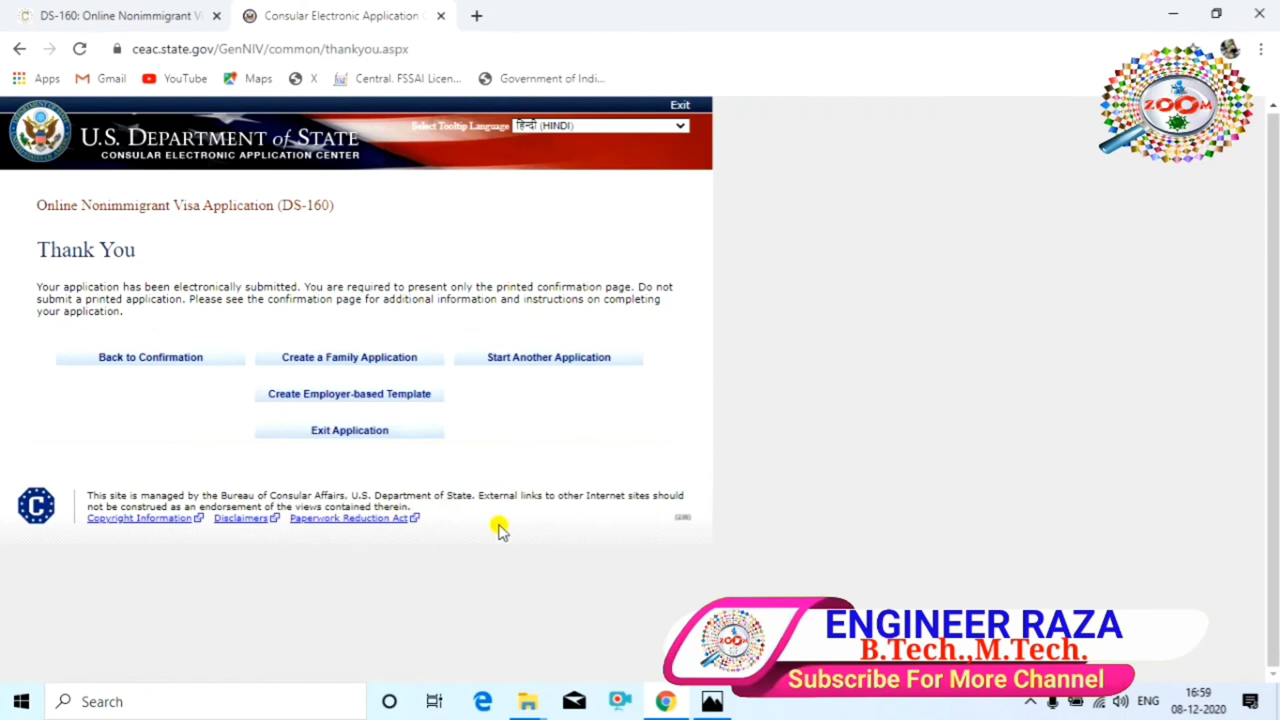 DS-160: Online Nonimmigrant Vi
Consular Electronic Application C
ceac.state.gov/GenNIV/common/thankyou.aspx
Apps
Gmail
YouTube
Maps
X
Central. FSSAI Licen...
Government of Indi...
ZOOM
Exit
U.S. DEPARTMENT of STATE
CONSULAR ELECTRONIC APPLICATION CENTER
Select Tooltip Language
हिन्दी (HINDI)
Online Nonimmigrant Visa Application (DS-160)
Thank You
Your application has been electronically submitted. You are required to present only the printed confirmation page. Do not
submit a printed application. Please see the confirmation page for additional information and instructions on completing
your application.
Back to Confirmation
Create a Family Application
Start Another Application
Create Employer-based Template
Exit Application
C
This site is managed by the Bureau of Consular Affairs, U.S. Department of State. External links to other Internet sites should
not be construed as an endorsement of the views contained therein.
Copyright Information
Disclaimers
Paperwork Reduction Act
ZOOM
ENGINEER RAZA
B.Tech.,M.Tech.
Subscribe For More Channel
Search
ENG
16:59
08-12-2020